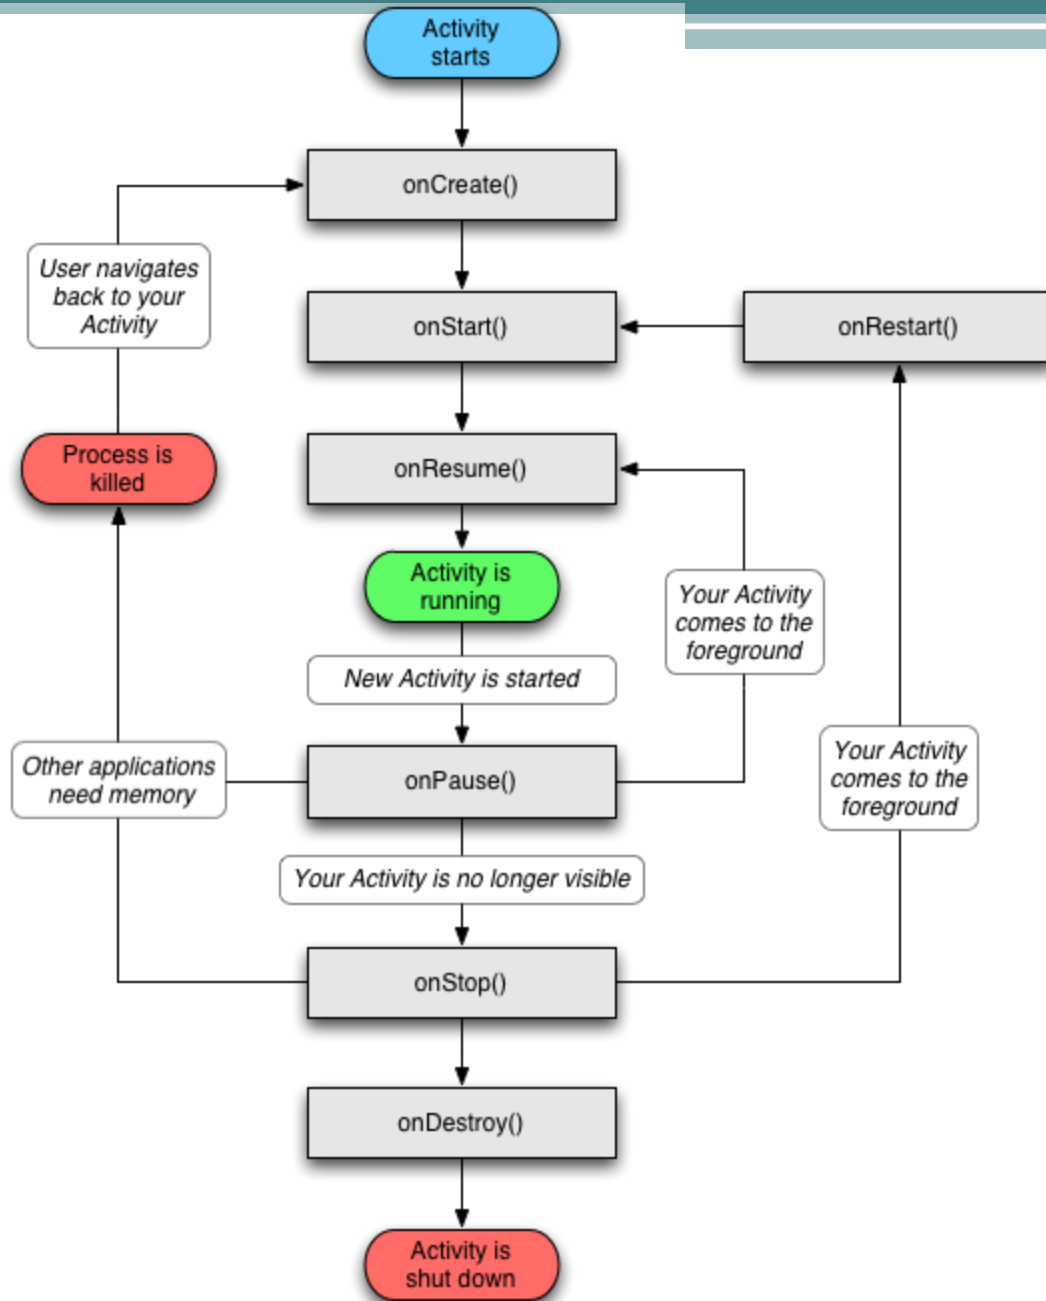 Activity
starts
onCreate()
User navigates
back to your
Activity
onStart()
onRestart()
Process is
killed
onResume()
Activity is
running
Your Activity
comes to the
foreground
New Activity is started
Other applications
need memory
onPause()
Your Activity
comes to the
foreground
Your Activity is no longer visible
onStop()
onDestroy()
Activity is
shut down